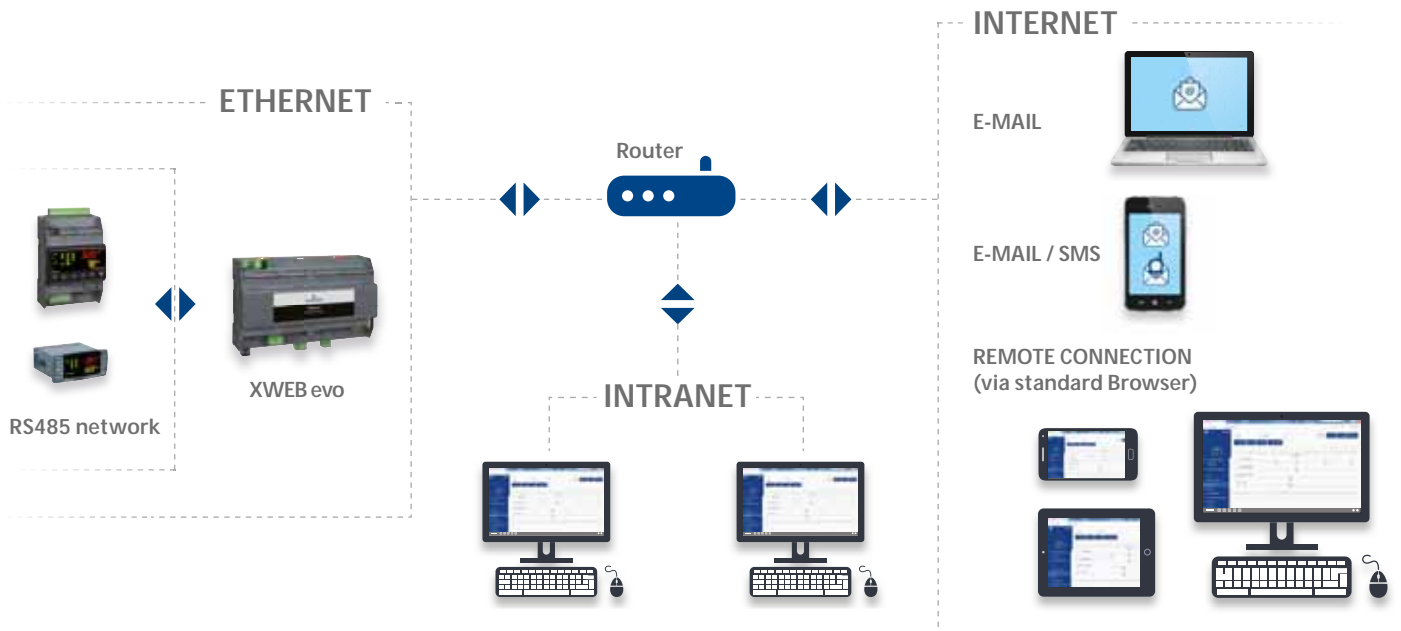 INTERNET
ETHERNET
E-MAIL
Router
E-MAIL / SMS
REMOTE CONNECTION
(via standard Browser)
XWEB evo
INTRANET
RS485 network